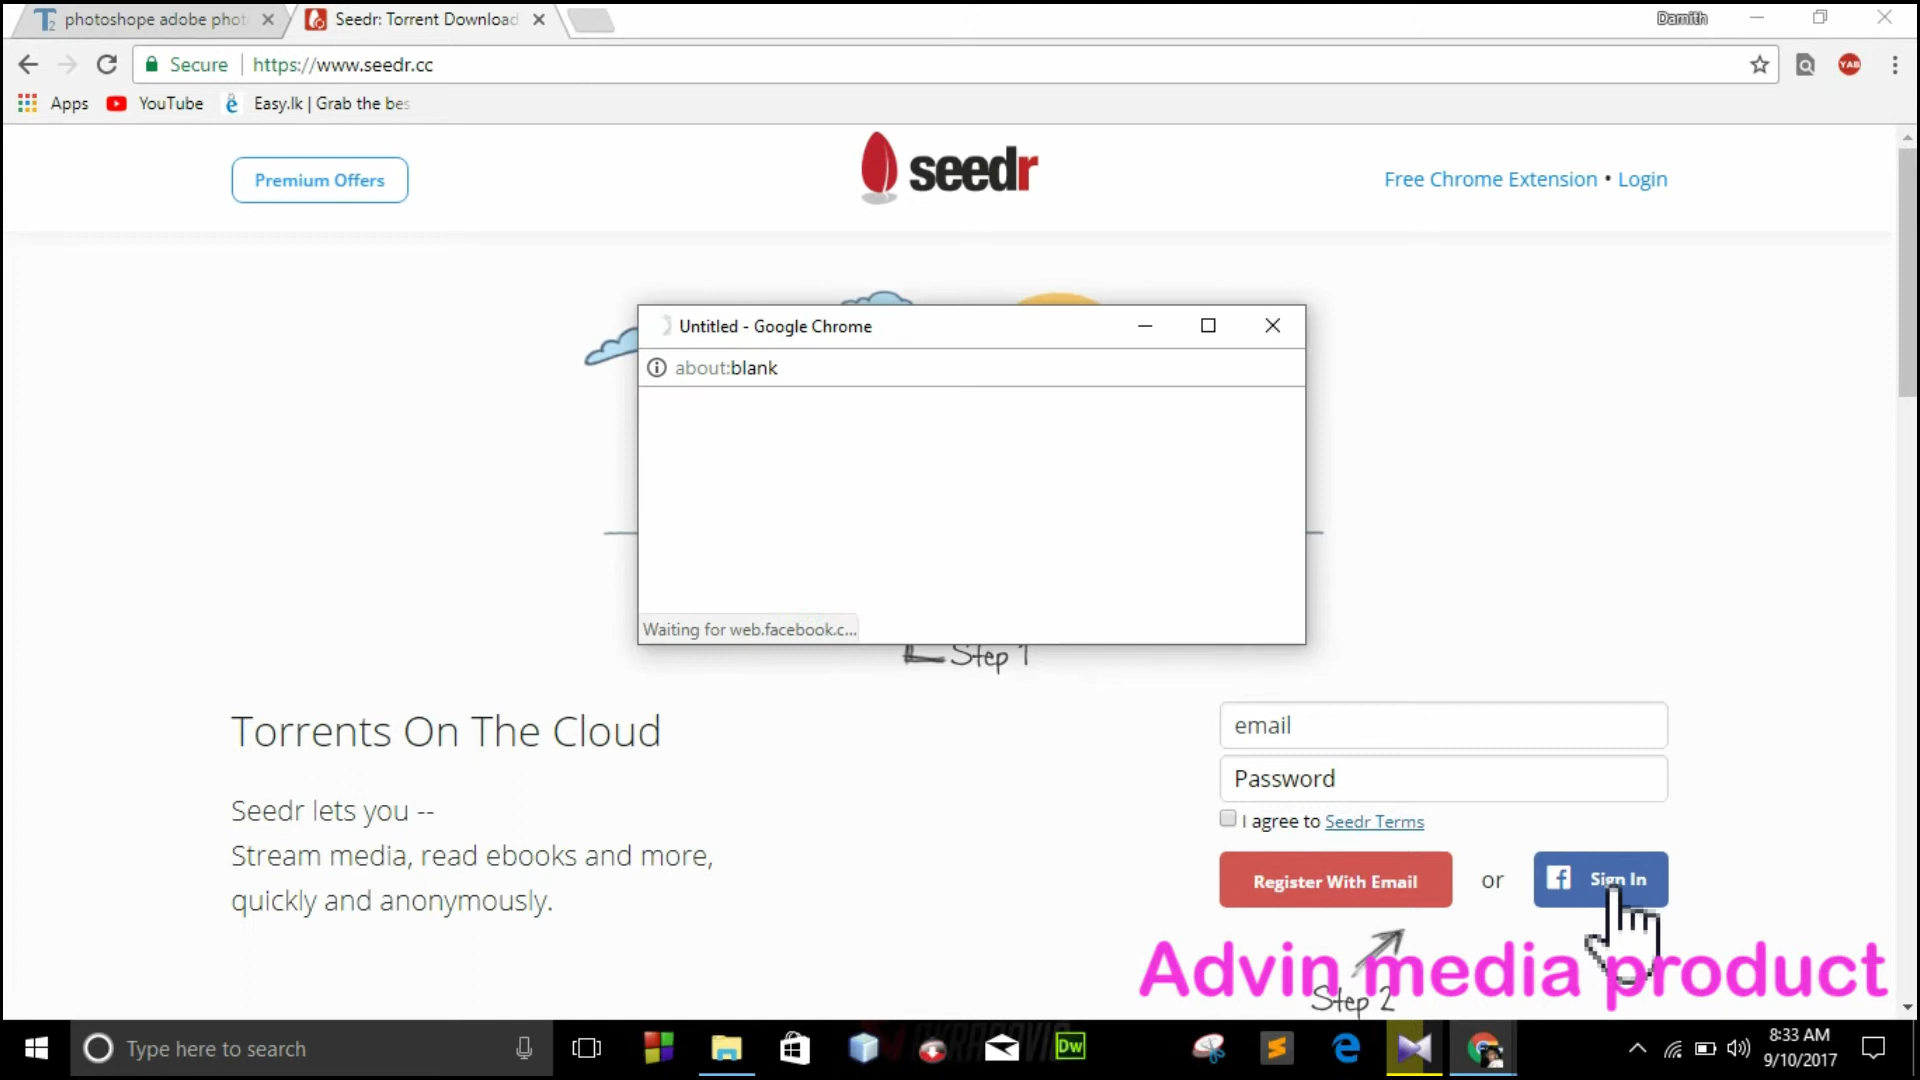 photoshope adobe phot
Seedr: Torrent Download
Damith
Secure
https://www.seedr.cc
YAB
Apps
YouTube
Easy.lk | Grab the bes
Premium Offers
seedr
Free Chrome Extension • Login
Untitled - Google Chrome
about:blank
Waiting for web.facebook.c...
Step 1
Torrents On The Cloud
email
Password
Seedr lets you --
I agree to Seedr Terms
Stream media, read ebooks and more,
Register With Email
or
Sign In
quickly and anonymously.
Advin media product
Step 2
Type here to search
Dw
8:33 AM
9/10/2017